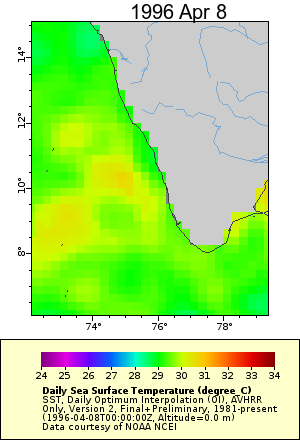 1996 Apr 8
14°
12°
10°
8°
74°
76°
78°
24 25 26 27 28 29 30 31 32 33 34
Daily Sea Surface Temperature (degree_C)
SST, Daily Optimum Interpolation (OI), AVHRR
Only, Version 2, Final+Preliminary, 1981-present
(1996-04-08T00:00:00Z, Altitude=0.0 m)
Data courtesy of NOAA NCEI